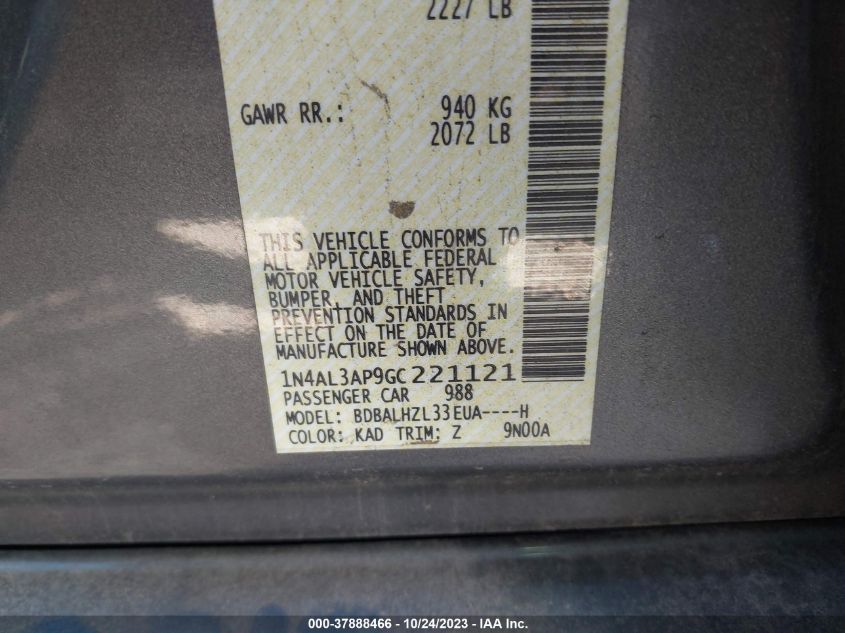 2227 LB
GAWR RR.: 940 KG
2072 LB
THIS VEHICLE CONFORMS TO
ALL APPLICABLE FEDERAL
MOTOR VEHICLE SAFETY,
BUMPER, AND THEFT
PREVENTION STANDARDS IN
EFFECT ON THE DATE OF
MANUFACTURE SHOWN ABOVE.
1N4AL3AP9GC221121
PASSENGER CAR 988
MODEL: BDBALHZL33EUA----H
COLOR: KAD TRIM: Z 9N00A
000-37888466 - 10/24/2023 - IAA Inc.